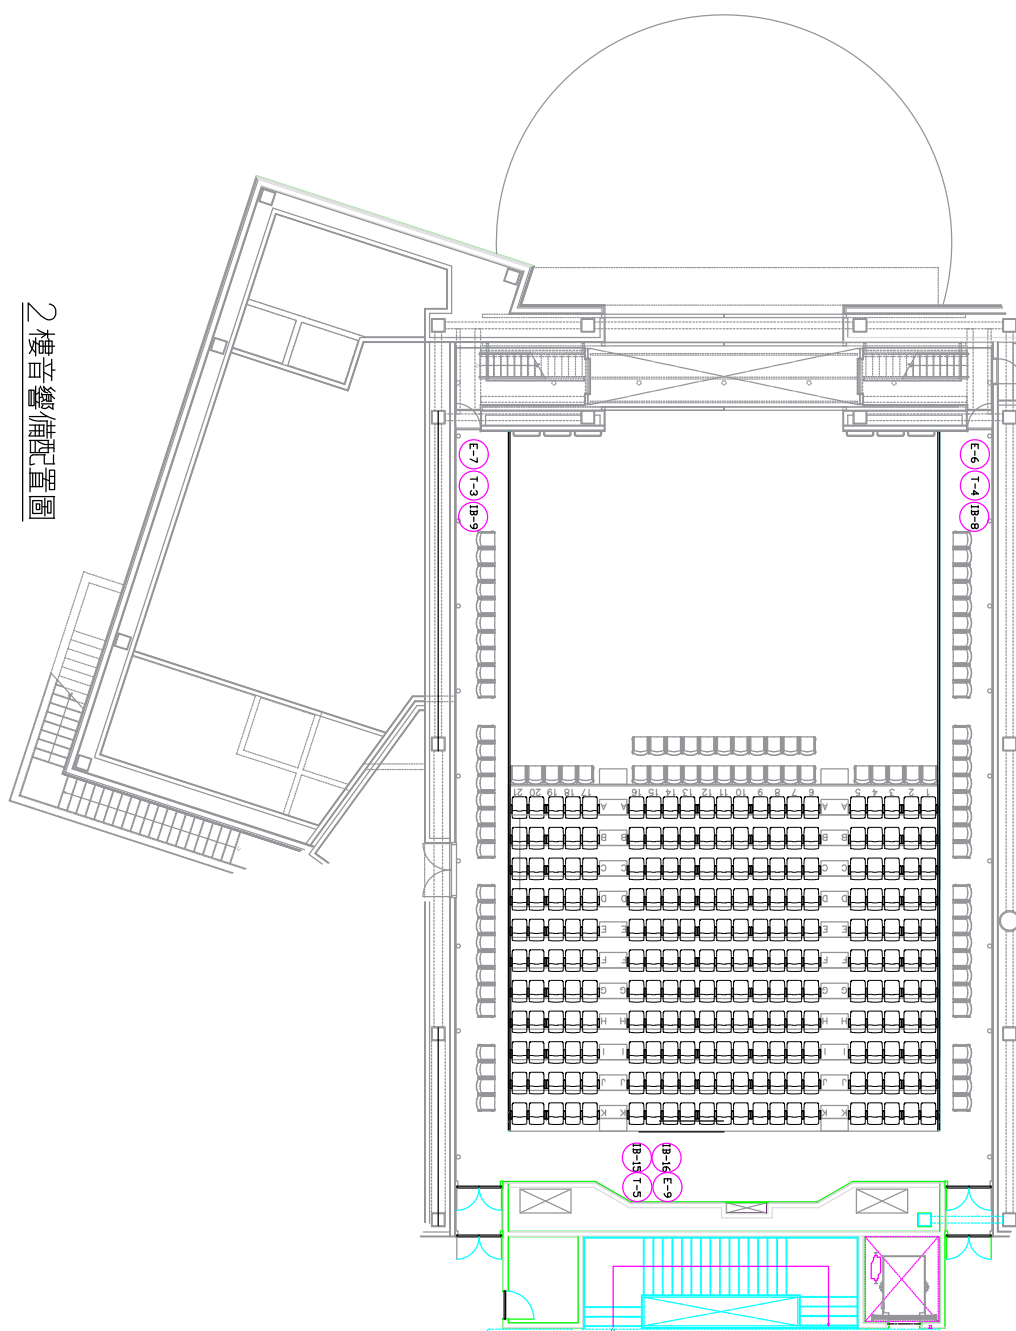 2樓音響備配置圖
E-7
T-3
IB-9
E-6
T-4
IB-8
21 20 19 18 17 16 15 14 13 12 11 10 9 8 7 6 5 4 3 2 1
A A A A
B B B B
C C C C
D D D D
E E E E
F F F F
G G G G
H H H H
I I I I
J J J J
K K K K
IB-15 IB-16
T-5 E-9